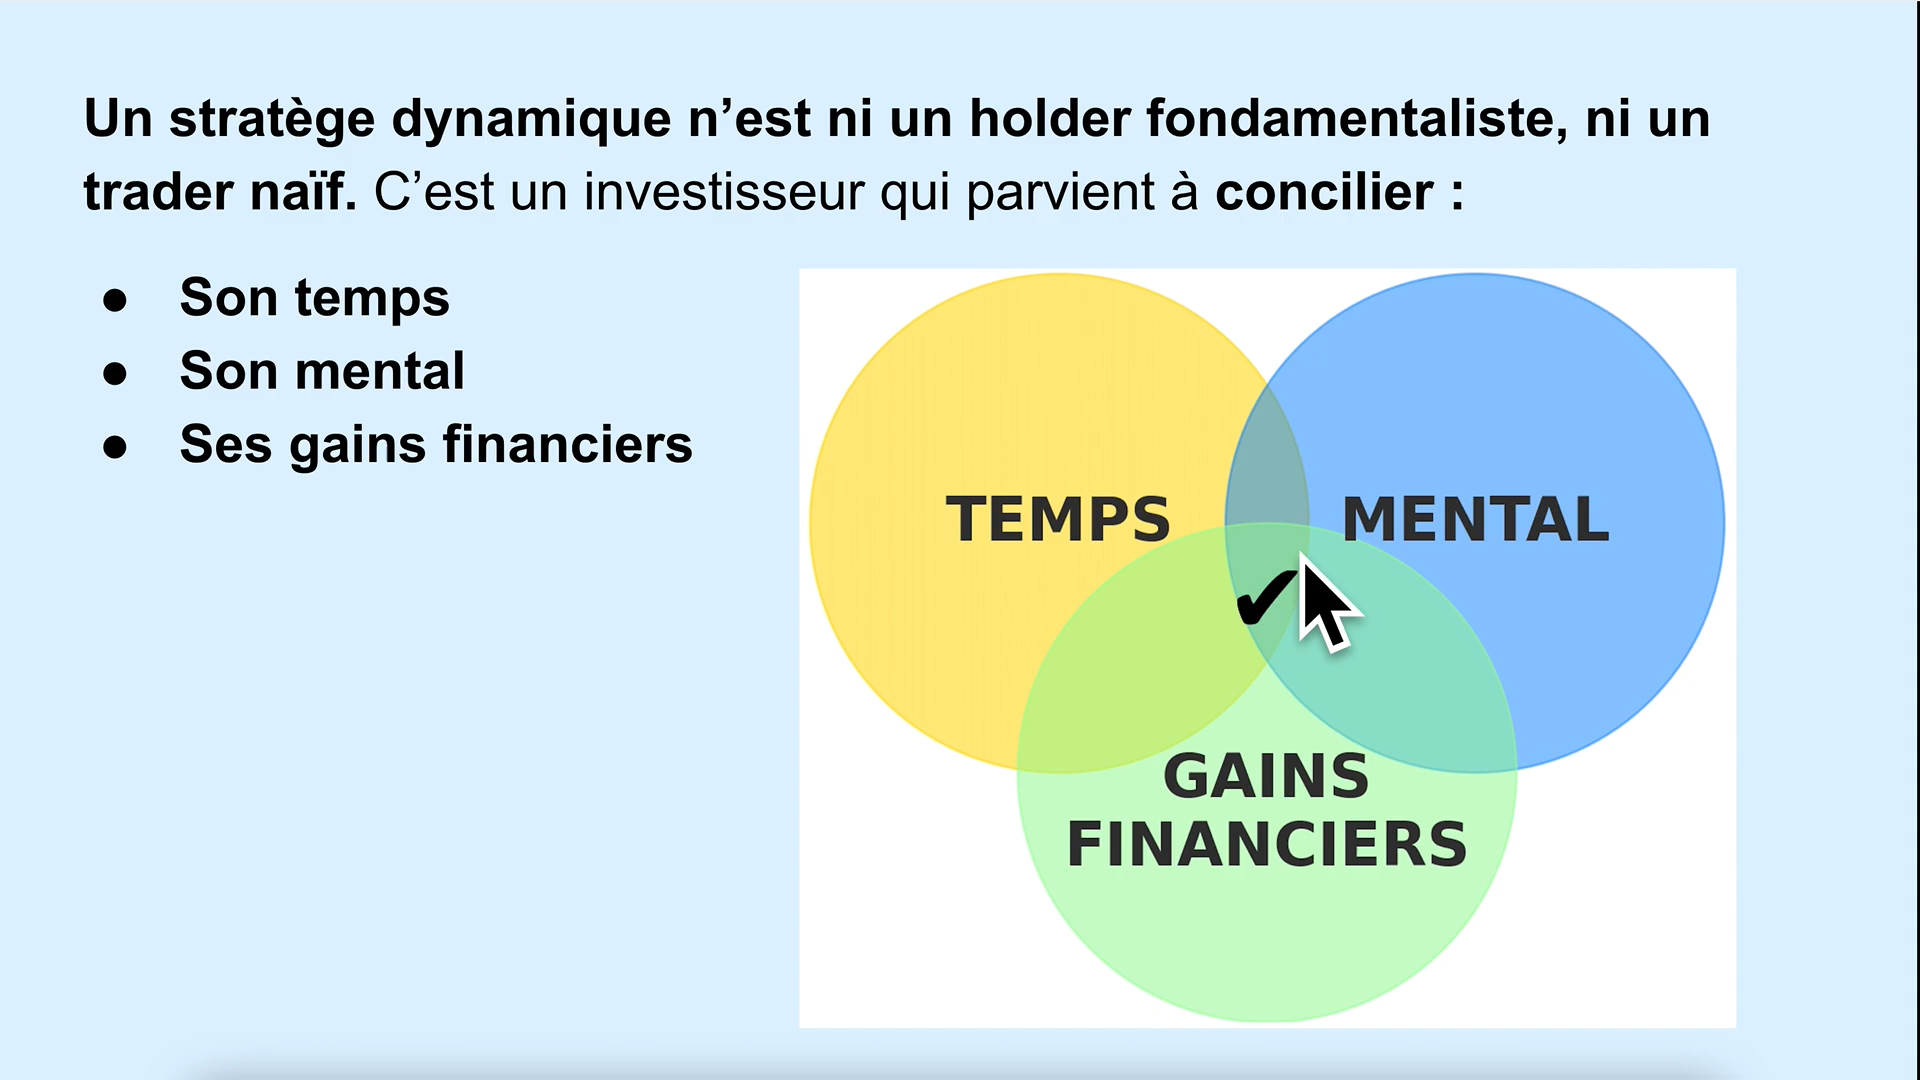 Un stratège dynamique n’est ni un holder fondamentaliste, ni un
trader naïf. C’est un investisseur qui parvient à concilier :
● Son temps
● Son mental
● Ses gains financiers
TEMPS
MENTAL
✔
GAINS
FINANCIERS